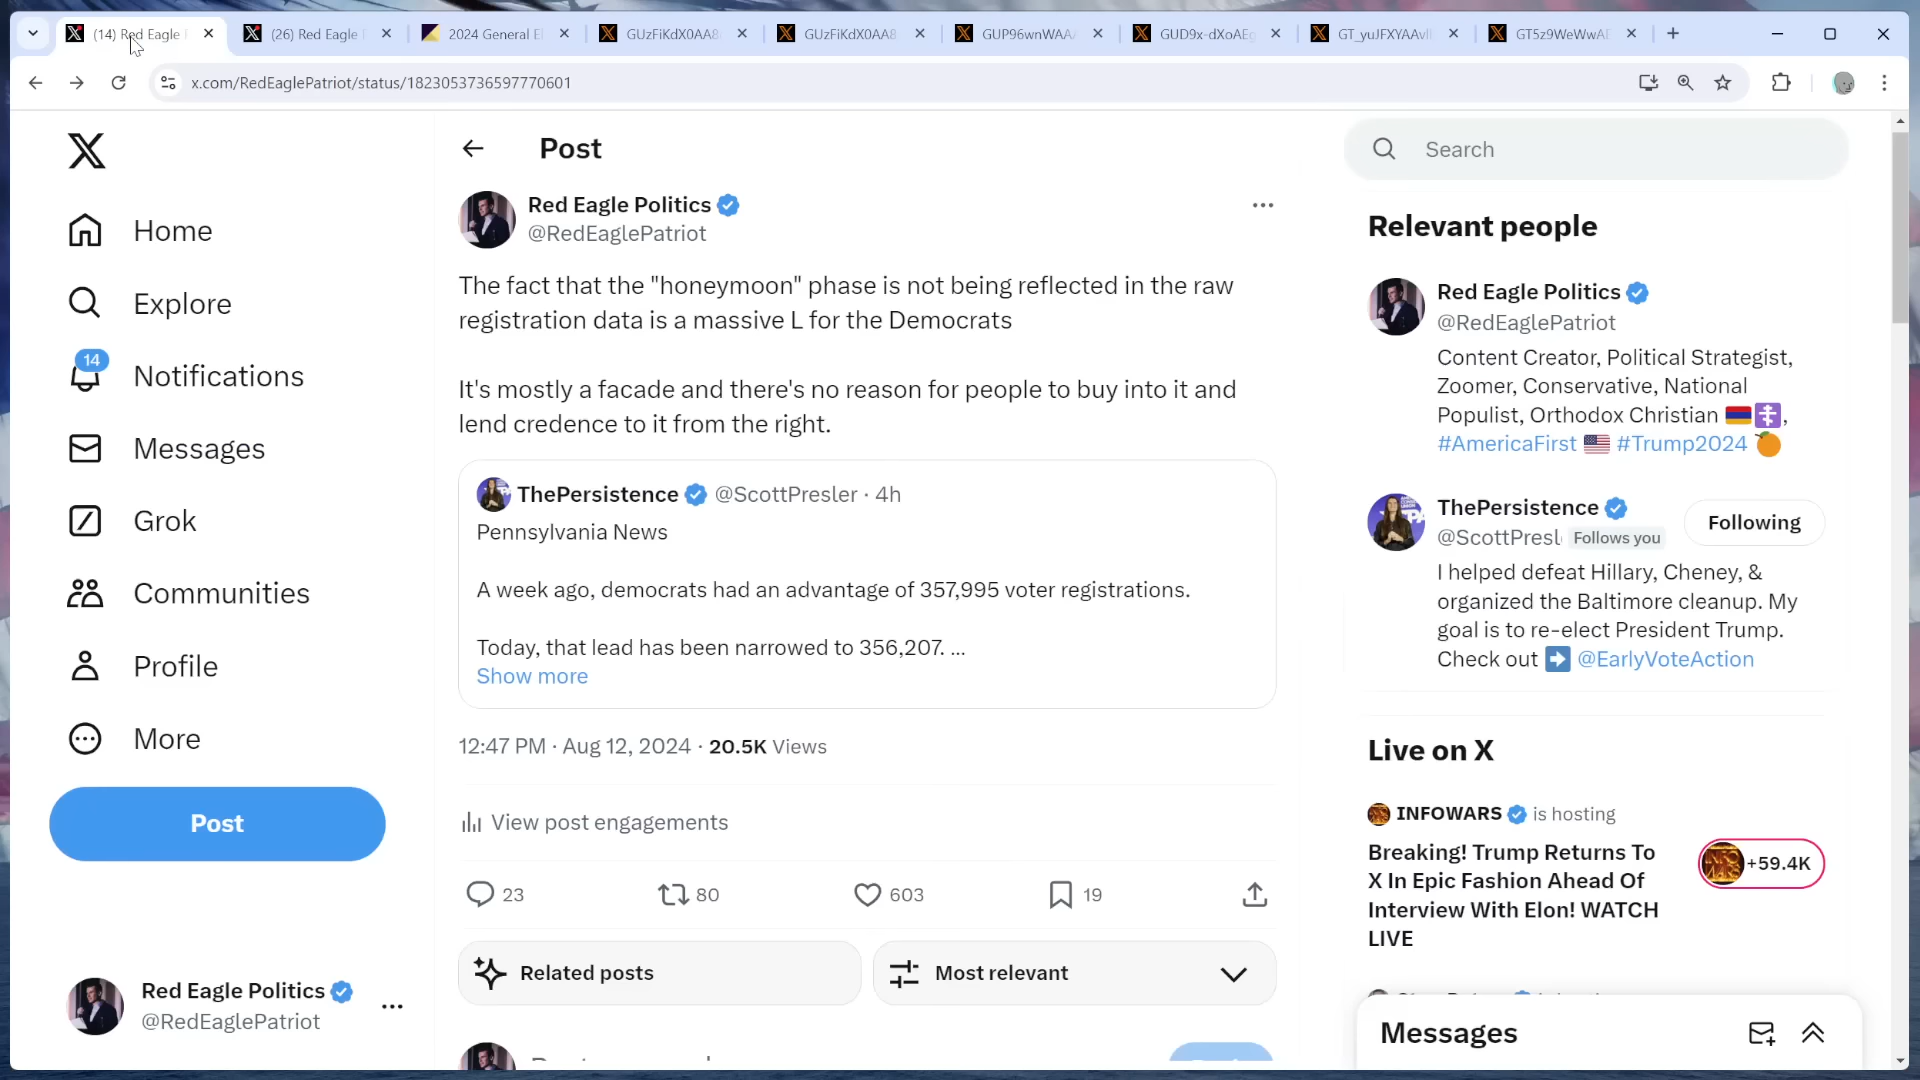 (14) Red Eagle
(26) Red Eagle
2024 General El
GUzFiKdX0AA8
GUzFiKdX0AA8
GUP96wnWAAA
GUD9x-dXoAEg
GT_yuJFXYAAvl
GT5z9WeWwAE
x.com/RedEaglePatriot/status/1823053736597770601
Home
Explore
14
Notifications
Messages
Grok
Communities
Profile
More
Post
Red Eagle Politics
@RedEaglePatriot
Post
Red Eagle Politics
@RedEaglePatriot
The fact that the "honeymoon" phase is not being reflected in the raw
registration data is a massive L for the Democrats
It's mostly a facade and there's no reason for people to buy into it and
lend credence to it from the right.
ThePersistence @ScottPresler · 4h
Pennsylvania News
A week ago, democrats had an advantage of 357,995 voter registrations.
Today, that lead has been narrowed to 356,207. ...
Show more
12:47 PM · Aug 12, 2024 · 20.5K Views
View post engagements
23
80
603
19
Related posts
Most relevant
Search
Relevant people
Red Eagle Politics
@RedEaglePatriot
Content Creator, Political Strategist,
Zoomer, Conservative, National
Populist, Orthodox Christian 🇦🇲☦️,
#AmericaFirst 🇺🇸 #Trump2024 🍊
ThePersistence
@ScottPresl Follows you
Following
I helped defeat Hillary, Cheney, &
organized the Baltimore cleanup. My
goal is to re-elect President Trump.
Check out ➡️ @EarlyVoteAction
Live on X
INFOWARS is hosting
Breaking! Trump Returns To
X In Epic Fashion Ahead Of
Interview With Elon! WATCH
LIVE
+59.4K
Messages